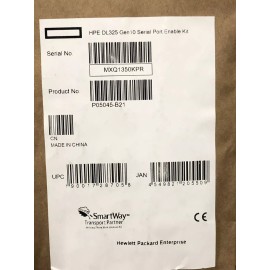 HPE DL325 Gen10 Serial Port Enable Kit
Serial No
MXQ1350KPR
Product No
P05045-B21
CN
MADE IN CHINA
UPC
JAN
SmartWay
Transport Partner
CE
Hewlett Packard Enterprise